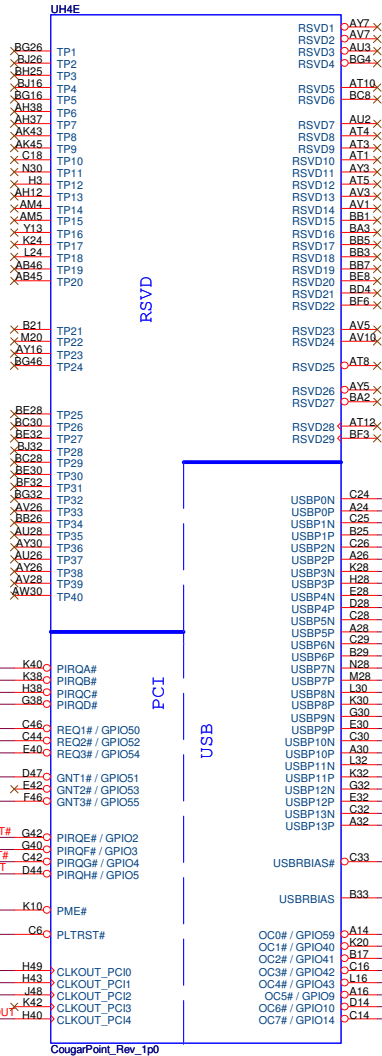 UH4E
BG26 TP1
BJ26 TP2
BH25 TP3
BJ16 TP4
BG16 TP5
AH38 TP6
AH37 TP7
AK43 TP8
AK45 TP9
C18 TP10
N30 TP11
H3 TP12
AH12 TP13
AM4 TP14
AM5 TP15
Y13 TP16
K24 TP17
L24 TP18
AB46 TP19
AB45 TP20
B21 TP21
M20 TP22
AY16 TP23
BG46 TP24
BE28 TP25
BC30 TP26
BE32 TP27
BJ32 TP28
BC28 TP29
BE30 TP30
BF32 TP31
BG32 TP32
AV26 TP33
BB26 TP34
AU28 TP35
AY30 TP36
AU26 TP37
AY26 TP38
AV28 TP39
AW30 TP40
K40 PIRQA#
K38 PIRQB#
H38 PIRQC#
G38 PIRQD#
C46 REQ1# / GPIO50
C44 REQ2# / GPIO52
E40 REQ3# / GPIO54
D47 GNT1# / GPIO51
E42 GNT2# / GPIO53
F46 GNT3# / GPIO55
G42 PIRQE# / GPIO2
G40 PIRQF# / GPIO3
C42 PIRQG# / GPIO4
D44 PIRQH# / GPIO5
K10 PME#
C6 PLTRST#
H49 CLKOUT_PCI0
H43 CLKOUT_PCI1
J48 CLKOUT_PCI2
K42 CLKOUT_PCI3
H40 CLKOUT_PCI4
RSVD
PCI
USB
RSVD1 AY7
RSVD2 AV7
RSVD3 AU3
RSVD4 BG4
RSVD5 AT10
RSVD6 BC8
RSVD7 AU2
RSVD8 AT4
RSVD9 AT3
RSVD10 AT1
RSVD11 AY3
RSVD12 AT5
RSVD13 AV3
RSVD14 AV1
RSVD15 BB1
RSVD16 BA3
RSVD17 BB5
RSVD18 BB3
RSVD19 BB7
RSVD20 BE8
RSVD21 BD4
RSVD22 BF6
RSVD23 AV5
RSVD24 AV10
RSVD25 AT8
RSVD26 AY5
RSVD27 BA2
RSVD28 AT12
RSVD29 BF3
USBP0N C24
USBP0P A24
USBP1N C25
USBP1P B25
USBP2N C26
USBP2P A26
USBP3N K28
USBP3P H28
USBP4N E28
USBP4P D28
USBP5N C28
USBP5P A28
USBP6N C29
USBP6P B29
USBP7N N28
USBP7P M28
USBP8N L30
USBP8P K30
USBP9N G30
USBP9P E30
USBP10N C30
USBP10P A30
USBP11N L32
USBP11P K32
USBP12N G32
USBP12P E32
USBP13N C32
USBP13P A32
USBRBIAS# C33
USBRBIAS B33
OC0# / GPIO59 A14
OC1# / GPIO40 K20
OC2# / GPIO41 B17
OC3# / GPIO42 C16
OC4# / GPIO43 L16
OC5# / GPIO9 A16
OC6# / GPIO10 D14
OC7# / GPIO14 C14
CougarPoint_Rev_1p0